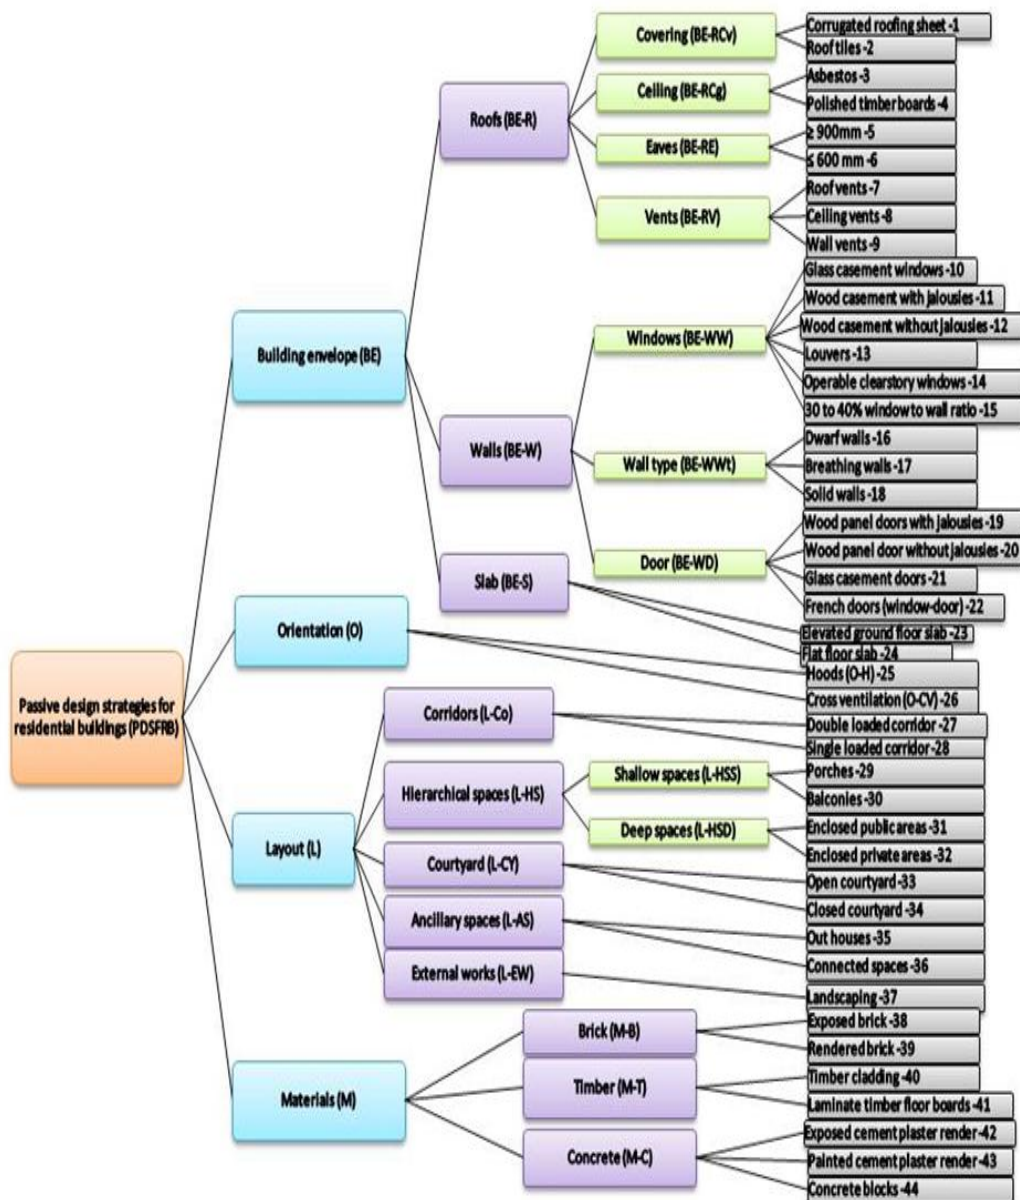 Passive design strategies for
residential buildings (PDSFRB)
Building envelope (BE)
Roofs (BE-R)
Covering (BE-RCv)
Corrugated roofing sheet -1
Roof tiles -2
Ceiling (BE-RCg)
Asbestos -3
Polished timber boards -4
Eaves (BE-RE)
≥ 900mm -5
≤ 600 mm -6
Vents (BE-RV)
Roof vents -7
Ceiling vents -8
Wall vents -9
Walls (BE-W)
Windows (BE-WW)
Glass casement windows -10
Wood casement with jalousies -11
Wood casement without jalousies -12
Louvers -13
Operable clearstory windows -14
30 to 40% window to wall ratio -15
Wall type (BE-WWt)
Dwarf walls -16
Breathing walls -17
Solid walls -18
Door (BE-WD)
Wood panel doors with jalousies -19
Wood panel door without jalousies -20
Glass casement doors -21
French doors (window-door) -22
Slab (BE-S)
Elevated ground floor slab -23
Flat floor slab -24
Orientation (O)
Hoods (O-H) -25
Cross ventilation (O-CV) -26
Layout (L)
Corridors (L-Co)
Double loaded corridor -27
Single loaded corridor -28
Hierarchical spaces (L-HS)
Shallow spaces (L-HSS)
Porches -29
Balconies -30
Deep spaces (L-HSD)
Enclosed public areas -31
Enclosed private areas -32
Courtyard (L-CY)
Open courtyard -33
Closed courtyard -34
Ancillary spaces (L-AS)
Out houses -35
Connected spaces -36
External works (L-EW)
Landscaping -37
Materials (M)
Brick (M-B)
Exposed brick -38
Rendered brick -39
Timber (M-T)
Timber cladding -40
Laminate timber floor boards -41
Concrete (M-C)
Exposed cement plaster render -42
Painted cement plaster render -43
Concrete blocks -44